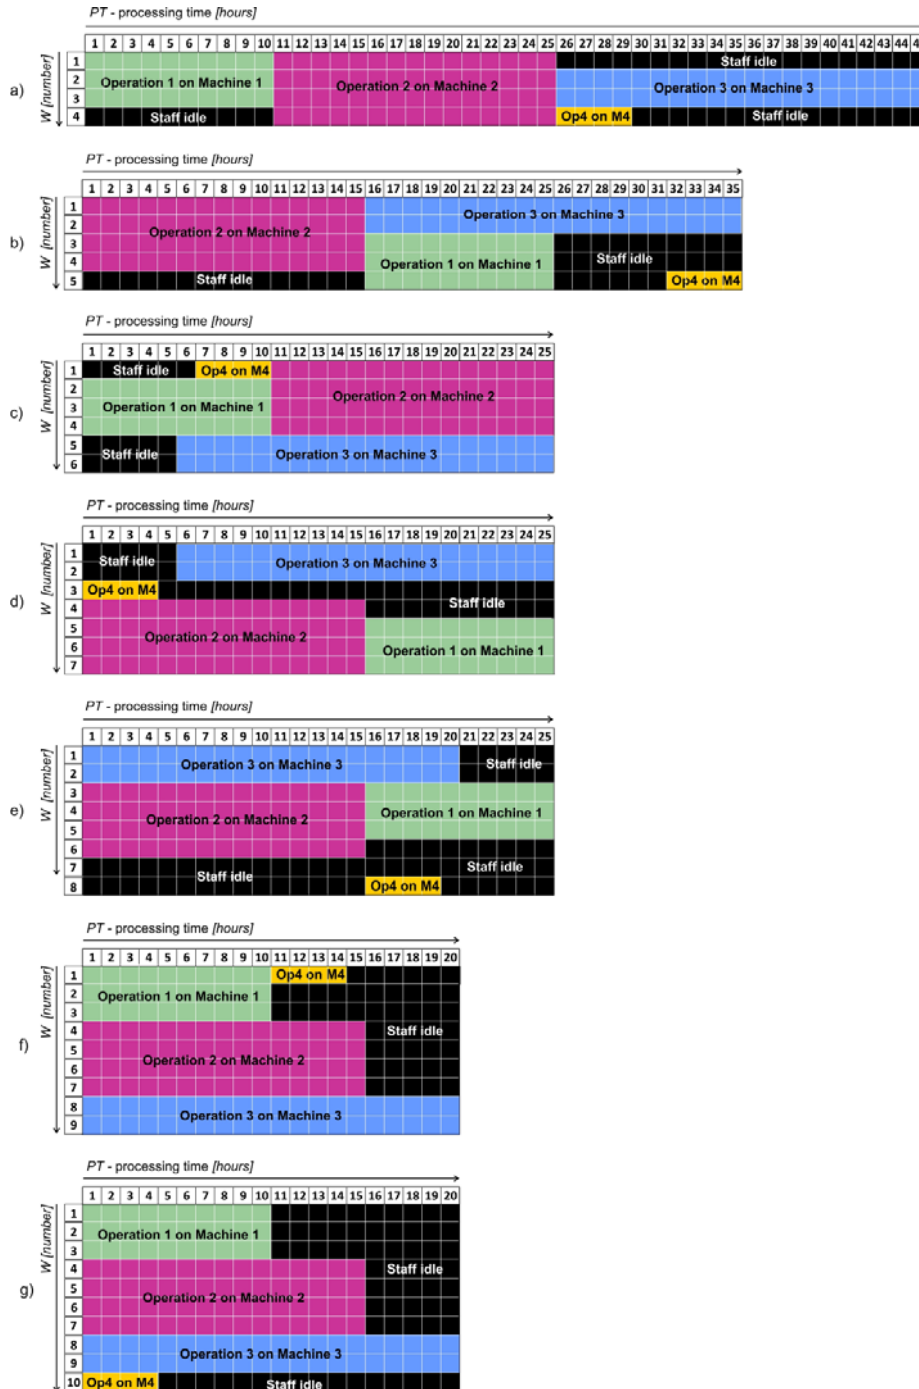 PT - processing time [hours]
1 2 3 4 5 6 7 8 9 10 11 12 13 14 15 16 17 18 19 20 21 22 23 24 25 26 27 28 29 30 31 32 33 34 35 36 37 38 39 40 41 42 43 44
a)
W [number]
1 Staff idle
2 Operation 1 on Machine 1 Operation 2 on Machine 2 Operation 3 on Machine 3
3
4 Staff idle Op4 on M4 Staff idle
PT - processing time [hours]
1 2 3 4 5 6 7 8 9 10 11 12 13 14 15 16 17 18 19 20 21 22 23 24 25 26 27 28 29 30 31 32 33 34 35
b)
W [number]
1 Operation 3 on Machine 3
2 Operation 2 on Machine 2
3
4 Operation 1 on Machine 1 Staff idle
5 Staff idle Op4 on M4
PT - processing time [hours]
1 2 3 4 5 6 7 8 9 10 11 12 13 14 15 16 17 18 19 20 21 22 23 24 25
c)
W [number]
1 Staff idle Op4 on M4
2 Operation 2 on Machine 2
3 Operation 1 on Machine 1
4
5 Staff idle Operation 3 on Machine 3
6
PT - processing time [hours]
1 2 3 4 5 6 7 8 9 10 11 12 13 14 15 16 17 18 19 20 21 22 23 24 25
d)
W [number]
1 Staff idle Operation 3 on Machine 3
2
3 Op4 on M4
4 Staff idle
5 Operation 2 on Machine 2
6 Operation 1 on Machine 1
7
PT - processing time [hours]
1 2 3 4 5 6 7 8 9 10 11 12 13 14 15 16 17 18 19 20 21 22 23 24 25
e)
W [number]
1 Operation 3 on Machine 3 Staff idle
2
3
4 Operation 2 on Machine 2 Operation 1 on Machine 1
5
6
7 Staff idle Staff idle
8 Op4 on M4
PT - processing time [hours]
1 2 3 4 5 6 7 8 9 10 11 12 13 14 15 16 17 18 19 20
f)
W [number]
1 Op4 on M4
2 Operation 1 on Machine 1
3
4 Staff idle
5 Operation 2 on Machine 2
6
7
8 Operation 3 on Machine 3
9
PT - processing time [hours]
1 2 3 4 5 6 7 8 9 10 11 12 13 14 15 16 17 18 19 20
g)
W [number]
1
2 Operation 1 on Machine 1
3
4 Staff idle
5 Operation 2 on Machine 2
6
7
8 Operation 3 on Machine 3
9
10 Op4 on M4 Staff idle